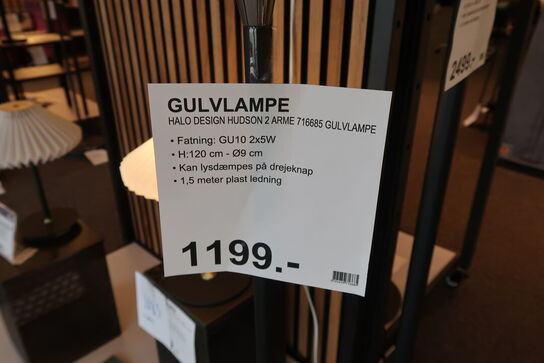 GULVLAMPE
HALO DESIGN HUDSON 2 ARME 716685 GULVLAMPE
• Fatning: GU10 2x5W
• H:120 cm - Ø9 cm
• Kan lysdæmpes på drejeknap
• 1,5 meter plast ledning
1199.-
2499.-